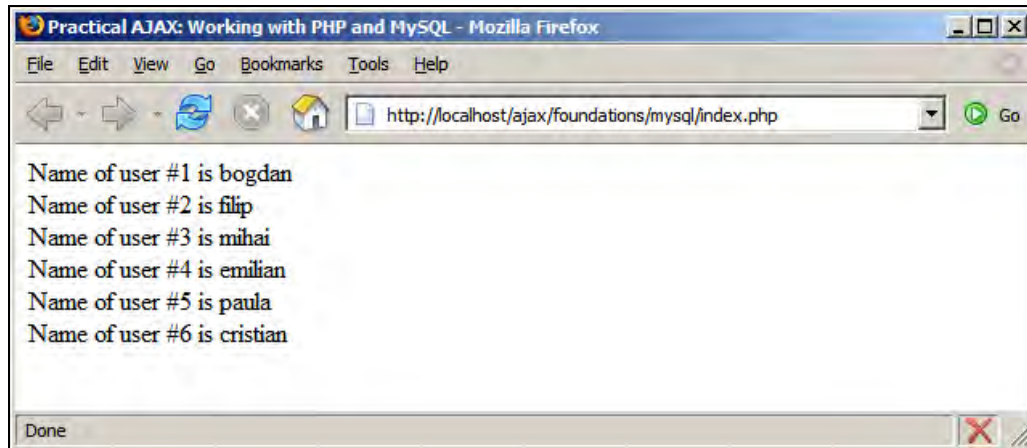 Practical AJAX: Working with PHP and MySQL - Mozilla Firefox
File Edit View Go Bookmarks Tools Help
http://localhost/ajax/foundations/mysql/index.php Go
Name of user #1 is bogdan
Name of user #2 is filip
Name of user #3 is mihai
Name of user #4 is emilian
Name of user #5 is paula
Name of user #6 is cristian
Done